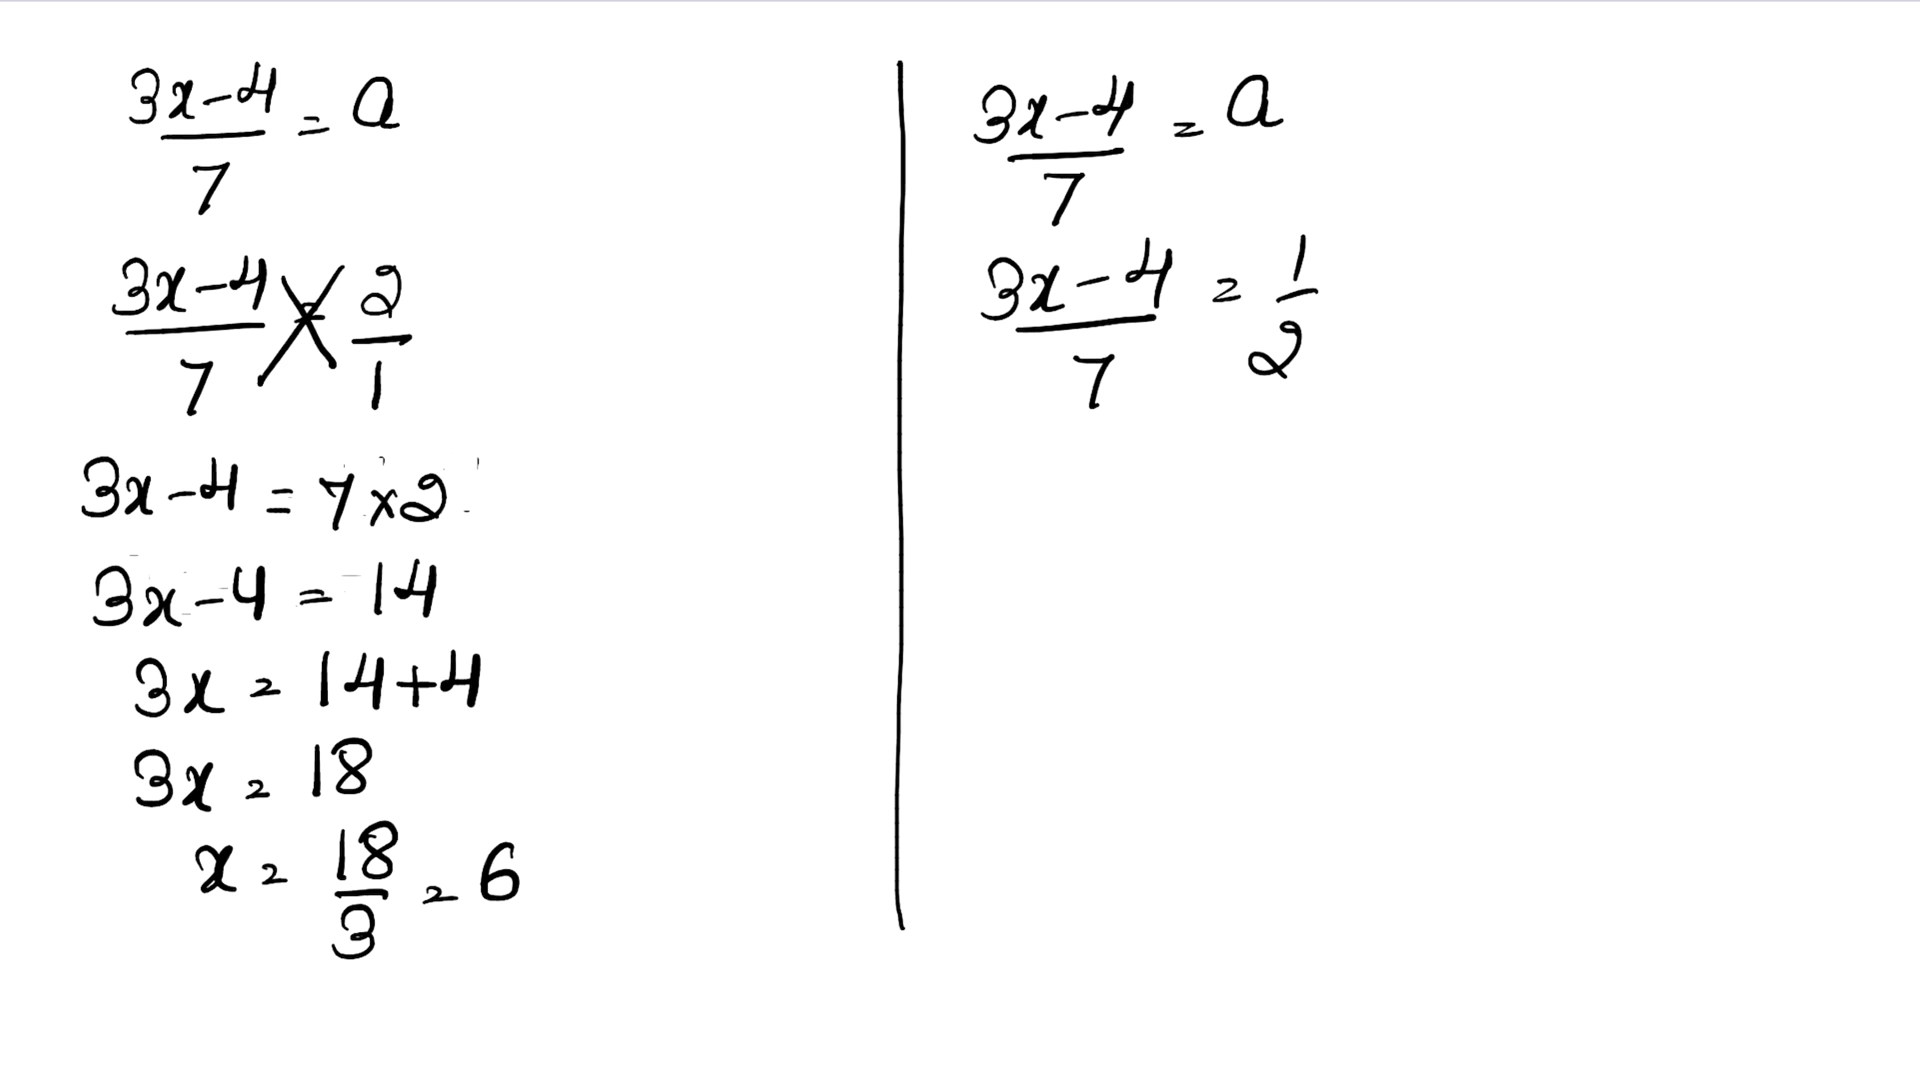 3x-4/7 = a
3x-4/7 = 2/1
3x-4 = 7x2
3x-4 = 14
3x = 14+4
3x = 18
x = 18/3 = 6
3x-4/7 = a
3x-4/7 = 1/2